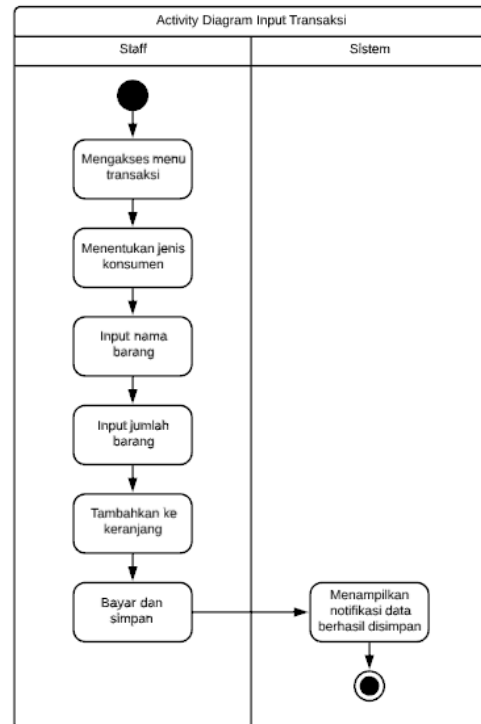 Activity Diagram Input Transaksi
Staff
Sistem
Mengakses menu
transaksi
Menentukan jenis
konsumen
Input nama
barang
Input jumlah
barang
Tambahkan ke
keranjang
Bayar dan
simpan
Menampilkan
notifikasi data
berhasil disimpan